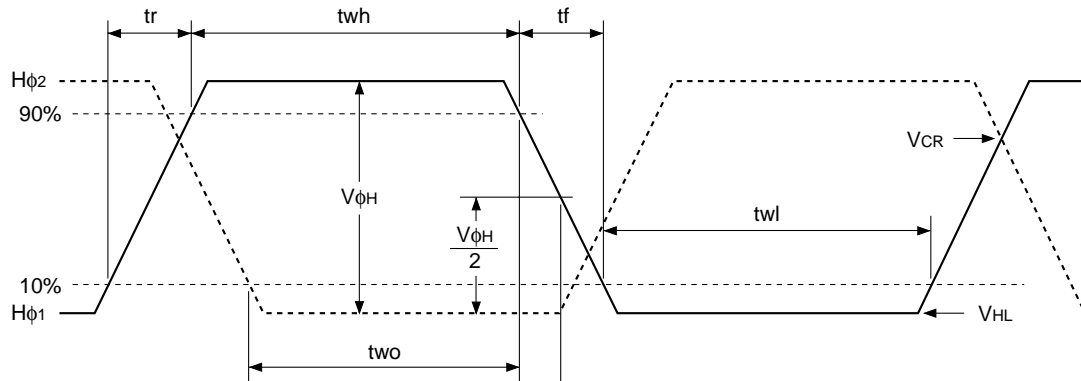 tr twh tf
Hϕ2
90%
VCR
VϕH
twl
VϕH
2
10%
Hϕ1
VHL
two